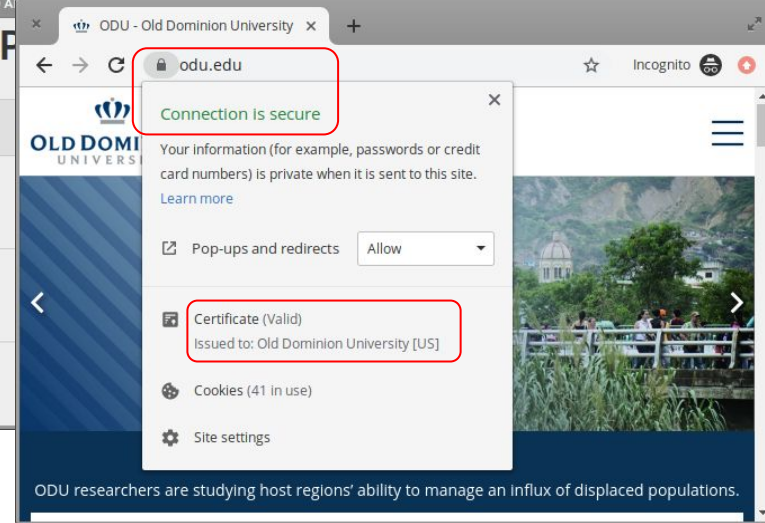 ODU - Old Dominion University
odu.edu
Incognito
Connection is secure
OLD DOMI
UNIVERSI
Your information (for example, passwords or credit
card numbers) is private when it is sent to this site.
Learn more
Pop-ups and redirects
Allow
Certificate (Valid)
Issued to: Old Dominion University [US]
Cookies (41 in use)
Site settings
ODU researchers are studying host regions' ability to manage an influx of displaced populations.